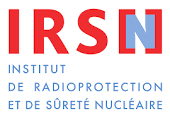 IRSN
INSTITUT
DE RADIOPROTECTION
ET DE SÛRETÉ NUCLÉAIRE